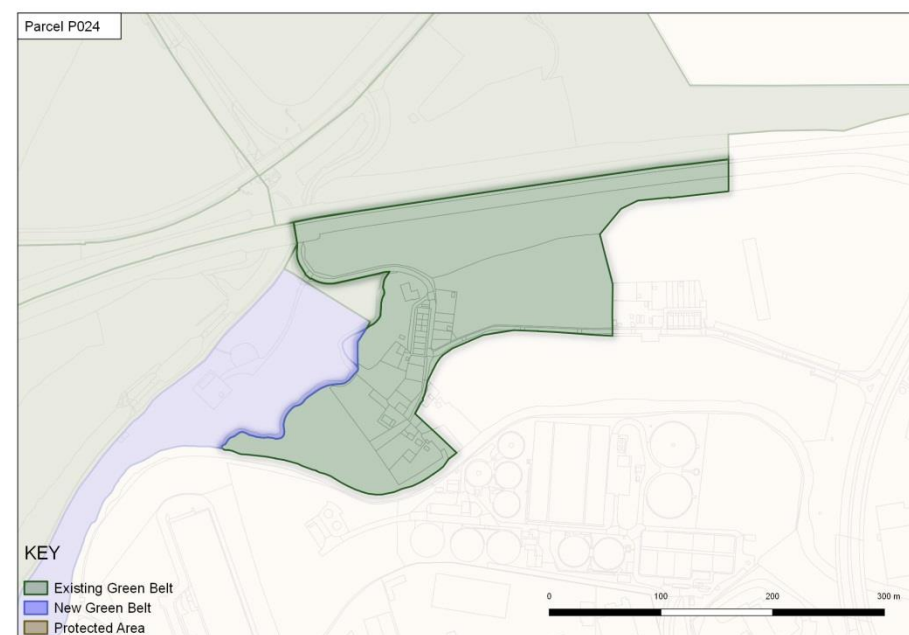 Parcel P024
KEY
Existing Green Belt
New Green Belt
Protected Area
0 100 200 300 m